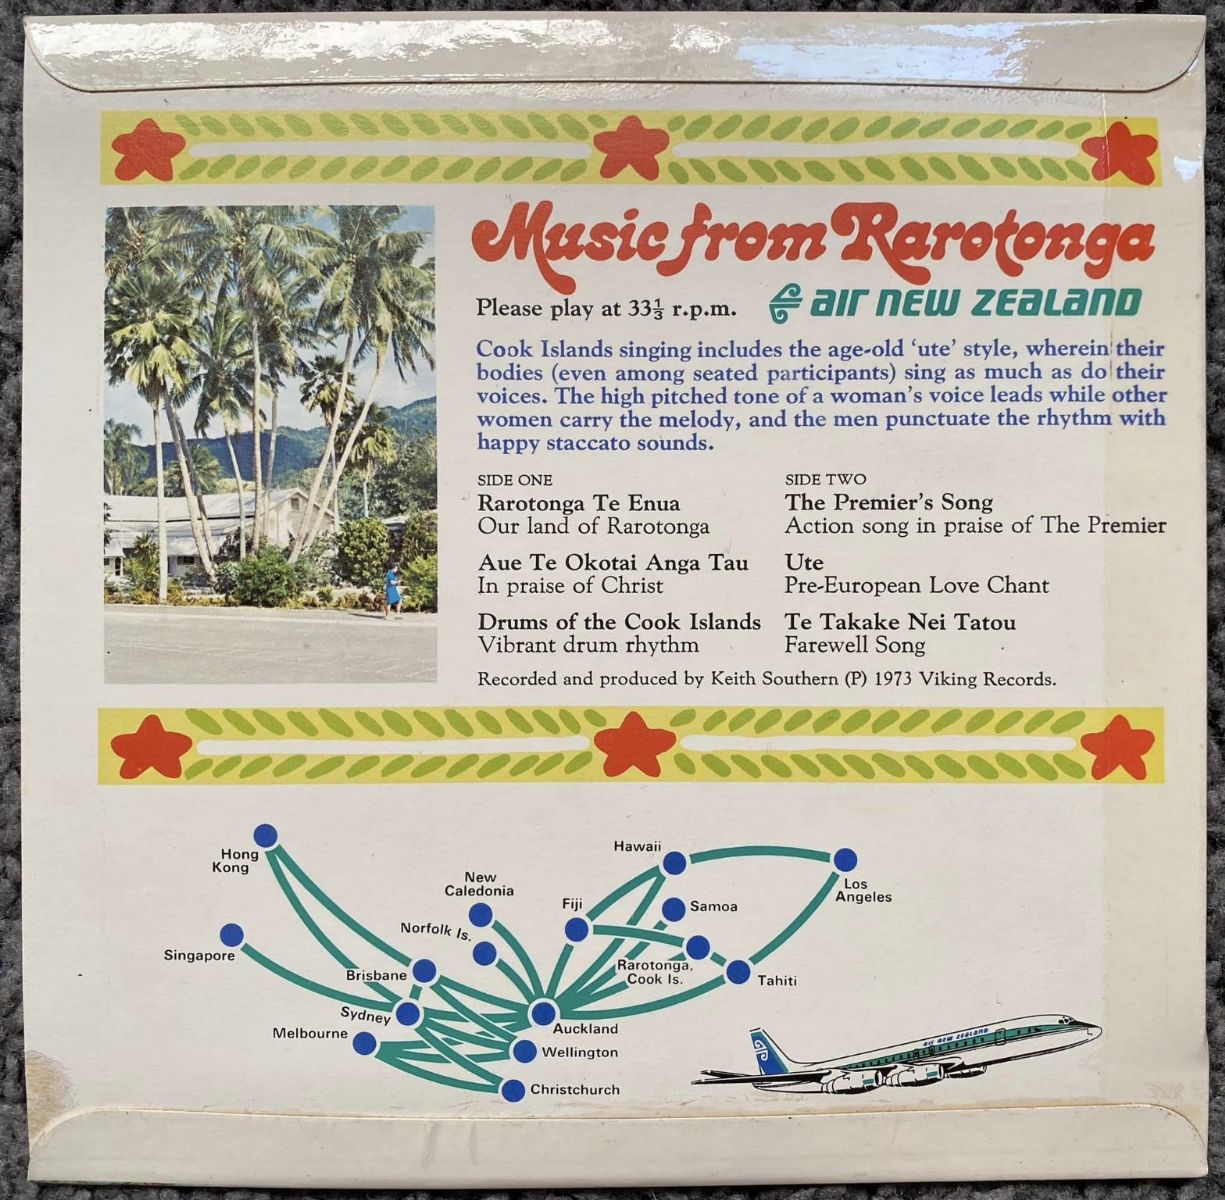 Music from Rarotonga
Please play at 33⅓ r.p.m.
air new zealand
Cook Islands singing includes the age-old ‘ute’ style, wherein their
bodies (even among seated participants) sing as much as do their
voices. The high pitched tone of a woman’s voice leads while other
women carry the melody, and the men punctuate the rhythm with
happy staccato sounds.
SIDE ONE
Rarotonga Te Enua
Our land of Rarotonga
Aue Te Okotai Anga Tau
In praise of Christ
Drums of the Cook Islands
Vibrant drum rhythm
SIDE TWO
The Premier’s Song
Action song in praise of The Premier
Ute
Pre-European Love Chant
Te Takake Nei Tatou
Farewell Song
Recorded and produced by Keith Southern (P) 1973 Viking Records.
Hong
Kong
Singapore
Brisbane
Sydney
Melbourne
New
Caledonia
Norfolk Is.
Fiji
Hawaii
Samoa
Los
Angeles
Rarotonga,
Cook Is.
Tahiti
Auckland
Wellington
Christchurch
air new zealand